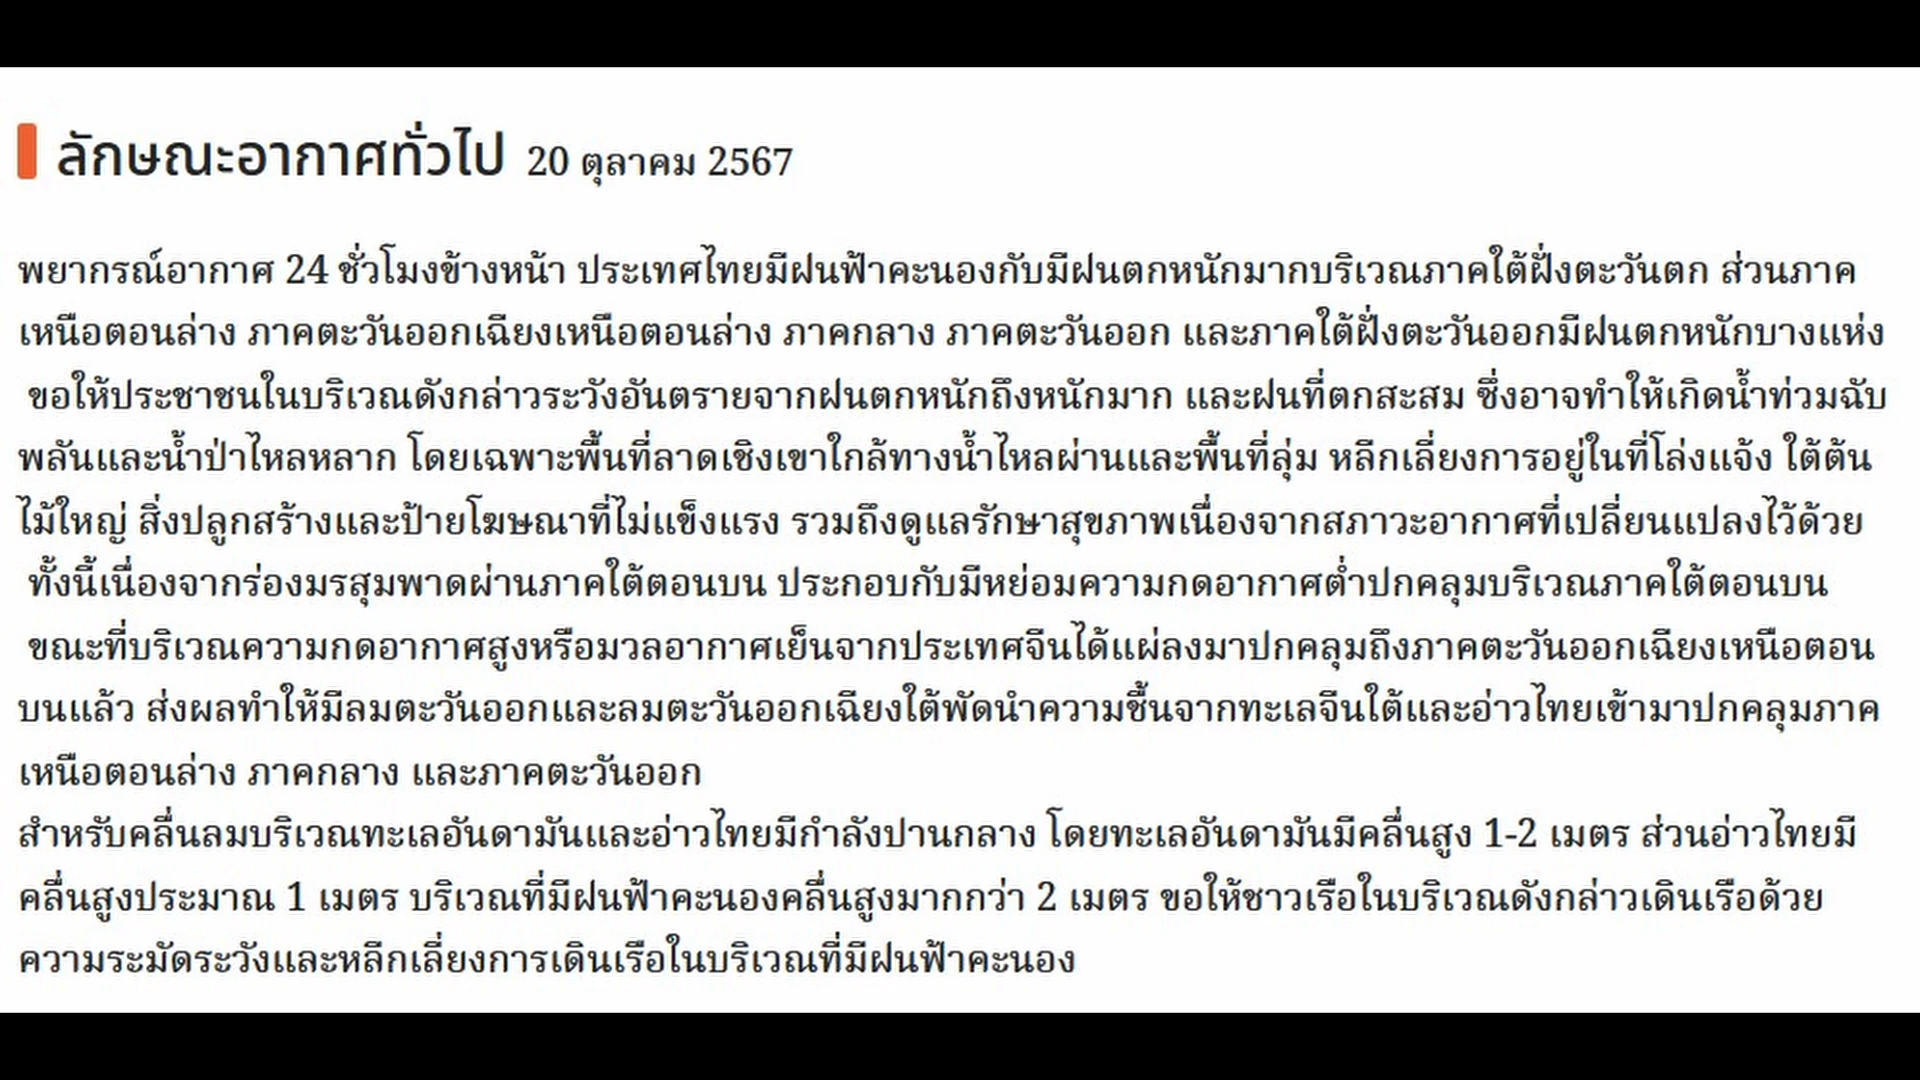 ลักษณะอากาศทั่วไป 20 ตุลาคม 2567
พยากรณ์อากาศ 24 ชั่วโมงข้างหน้า ประเทศไทยมีฝนฟ้าคะนองกับมีฝนตกหนักมากบริเวณภาคใต้ฝั่งตะวันตก ส่วนภาค
เหนือตอนล่าง ภาคตะวันออกเฉียงเหนือตอนล่าง ภาคกลาง ภาคตะวันออก และภาคใต้ฝั่งตะวันออกมีฝนตกหนักบางแห่ง
ขอให้ประชาชนในบริเวณดังกล่าวระวังอันตรายจากฝนตกหนักถึงหนักมาก และฝนที่ตกสะสม ซึ่งอาจทำให้เกิดน้ำท่วมฉับ
พลันและน้ำป่าไหลหลาก โดยเฉพาะพื้นที่ลาดเชิงเขาใกล้ทางน้ำไหลผ่านและพื้นที่ลุ่ม หลีกเลี่ยงการอยู่ในที่โล่งแจ้ง ใต้ต้น
ไม้ใหญ่ สิ่งปลูกสร้างและป้ายโฆษณาที่ไม่แข็งแรง รวมถึงดูแลรักษาสุขภาพเนื่องจากสภาวะอากาศที่เปลี่ยนแปลงไว้ด้วย
ทั้งนี้เนื่องจากร่องมรสุมพาดผ่านภาคใต้ตอนบน ประกอบกับมีหย่อมความกดอากาศต่ำปกคลุมบริเวณภาคใต้ตอนบน
ขณะที่บริเวณความกดอากาศสูงหรือมวลอากาศเย็นจากประเทศจีนได้แผ่ลงมาปกคลุมถึงภาคตะวันออกเฉียงเหนือตอน
บนแล้ว ส่งผลทำให้มีลมตะวันออกและลมตะวันออกเฉียงใต้พัดนำความชื้นจากทะเลจีนใต้และอ่าวไทยเข้ามาปกคลุมภาค
เหนือตอนล่าง ภาคกลาง และภาคตะวันออก
สำหรับคลื่นลมบริเวณทะเลอันดามันและอ่าวไทยมีกำลังปานกลาง โดยทะเลอันดามันมีคลื่นสูง 1-2 เมตร ส่วนอ่าวไทยมี
คลื่นสูงประมาณ 1 เมตร บริเวณที่มีฝนฟ้าคะนองคลื่นสูงมากกว่า 2 เมตร ขอให้ชาวเรือในบริเวณดังกล่าวเดินเรือด้วย
ความระมัดระวังและหลีกเลี่ยงการเดินเรือในบริเวณที่มีฝนฟ้าคะนอง